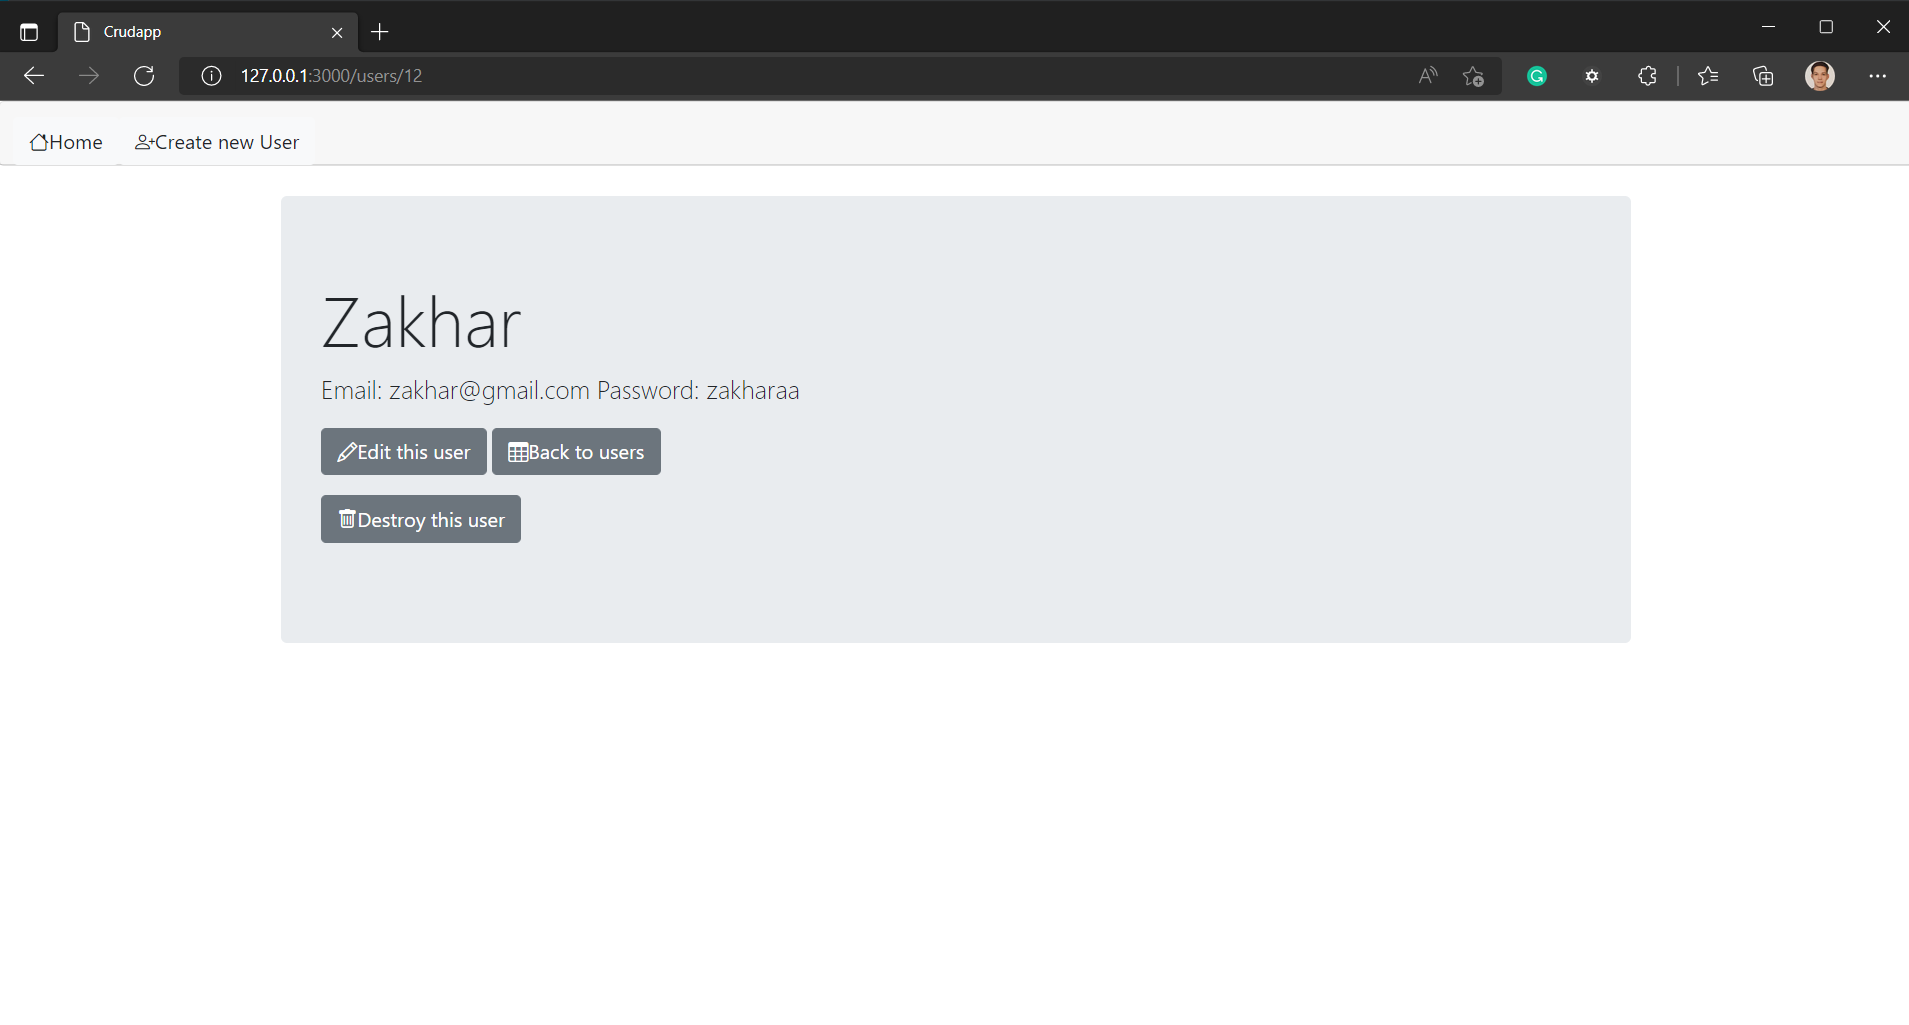 Crudapp
127.0.0.1:3000/users/12
Home Create new User
Zakhar
Email: zakhar@gmail.com Password: zakharaa
Edit this user Back to users
Destroy this user